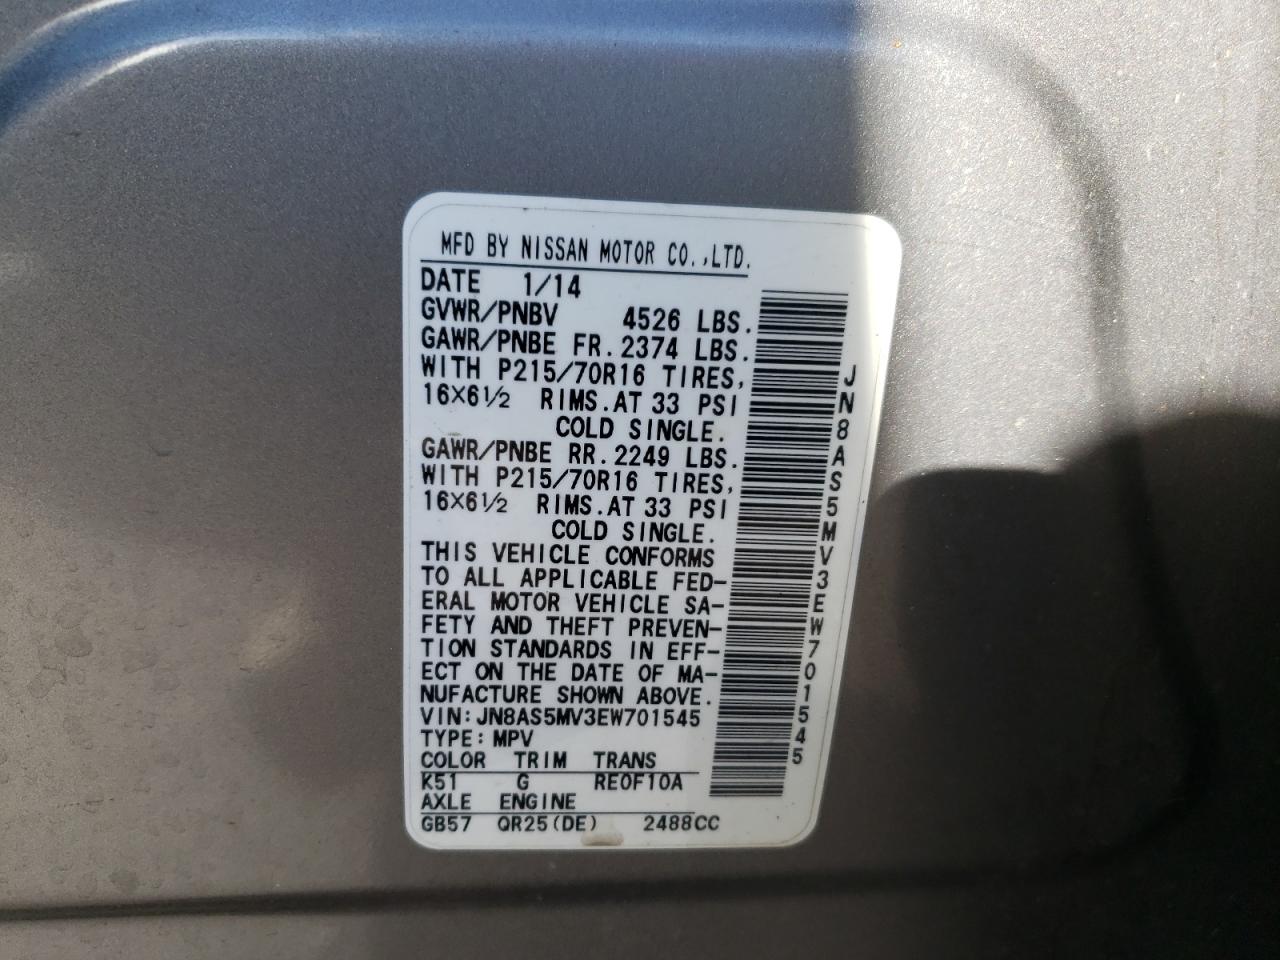 MFD BY NISSAN MOTOR CO.,LTD.
DATE 1/14
GVWR/PNBV 4526 LBS.
GAWR/PNBE FR.2374 LBS.
WITH P215/70R16 TIRES,
16X6½ RIMS.AT 33 PSI
COLD SINGLE.
GAWR/PNBE RR.2249 LBS.
WITH P215/70R16 TIRES,
16X6½ RIMS.AT 33 PSI
COLD SINGLE.
THIS VEHICLE CONFORMS
TO ALL APPLICABLE FED-
ERAL MOTOR VEHICLE SA-
FETY AND THEFT PREVEN-
TION STANDARDS IN EFF-
ECT ON THE DATE OF MA-
NUFACTURE SHOWN ABOVE.
VIN:JN8AS5MV3EW701545
TYPE:MPV
COLOR TRIM TRANS
K51 G RE0F10A
AXLE ENGINE
GB57 QR25(DE) 2488CC
JN8AS5MV3EW701545